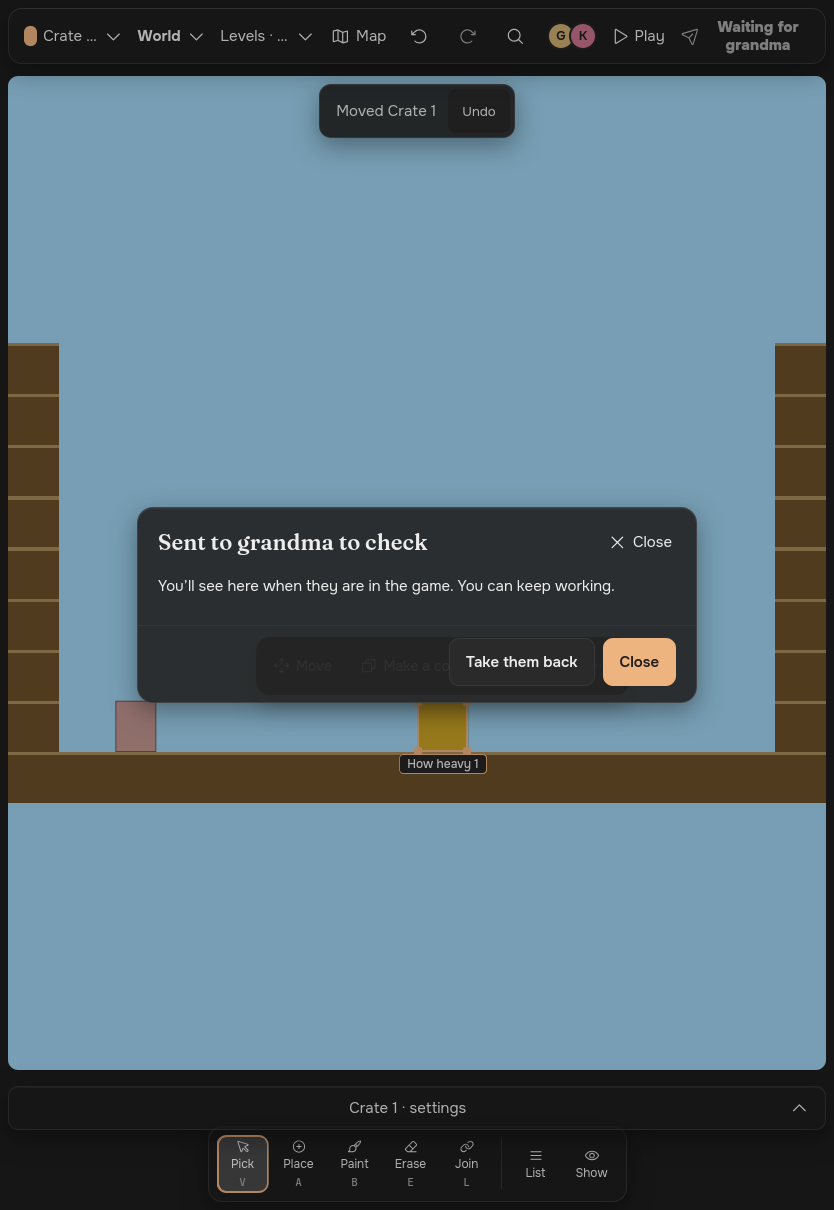 Crate ...
World
Levels · ...
Map
G
K
Play
Waiting for
grandma
Moved Crate 1
Undo
Sent to grandma to check
Close
You'll see here when they are in the game. You can keep working.
Move
Make a co
Take them back
Close
How heavy 1
Crate 1 · settings
Pick
Place
Paint
Erase
Join
List
Show
V
A
B
E
L